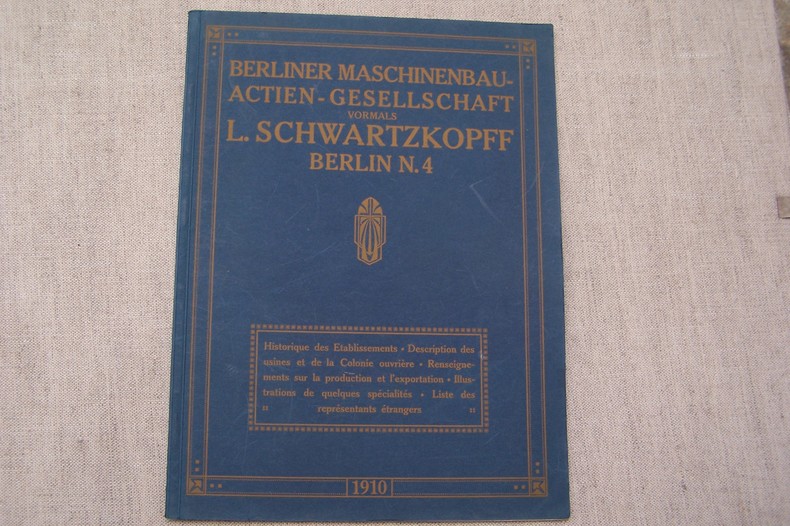 BERLINER MASCHINENBAU-
ACTIEN-GESELLSCHAFT
VORMALS
L. SCHWARTZKOPFF
BERLIN N. 4
Historique des Etablissements • Description des
usines et de la Colonie ouvrière • Renseigne-
ments sur la production et l'exportation • Illus-
trations de quelques spécialités • Liste des
représentants étrangers
1910